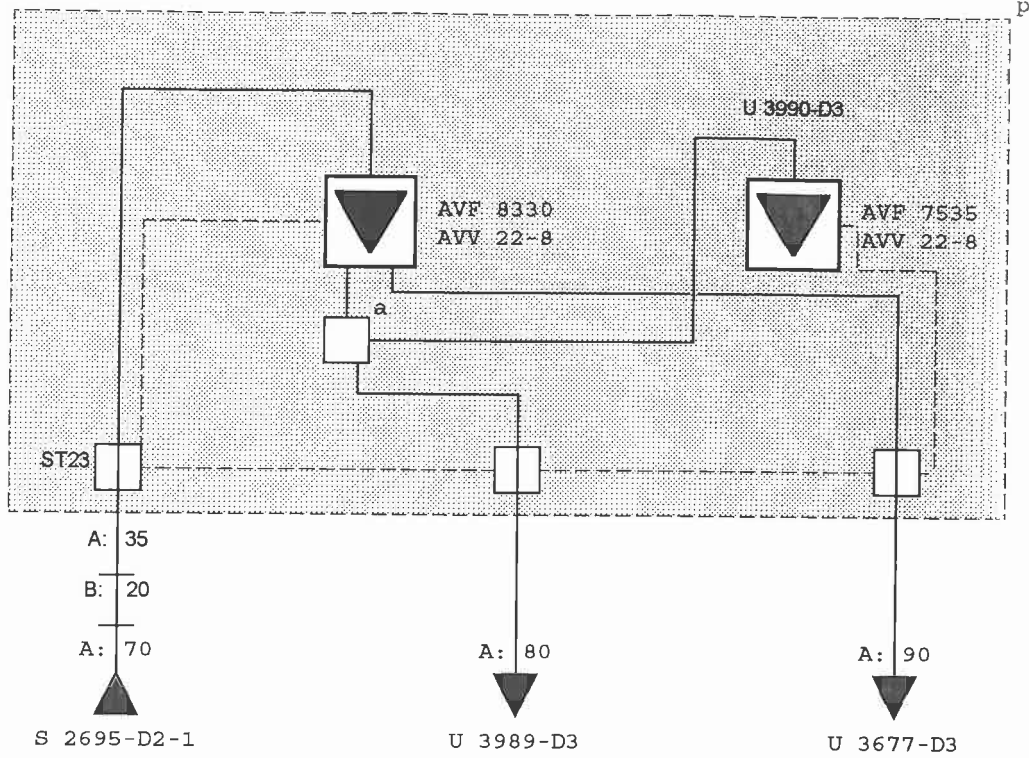 p
U 3990-D3
AVF 8330
AVV 22-8
AVF 7535
AVV 22-8
a
ST23
A: 35
B: 20
A: 70
A: 80
A: 90
S 2695-D2-1
U 3989-D3
U 3677-D3